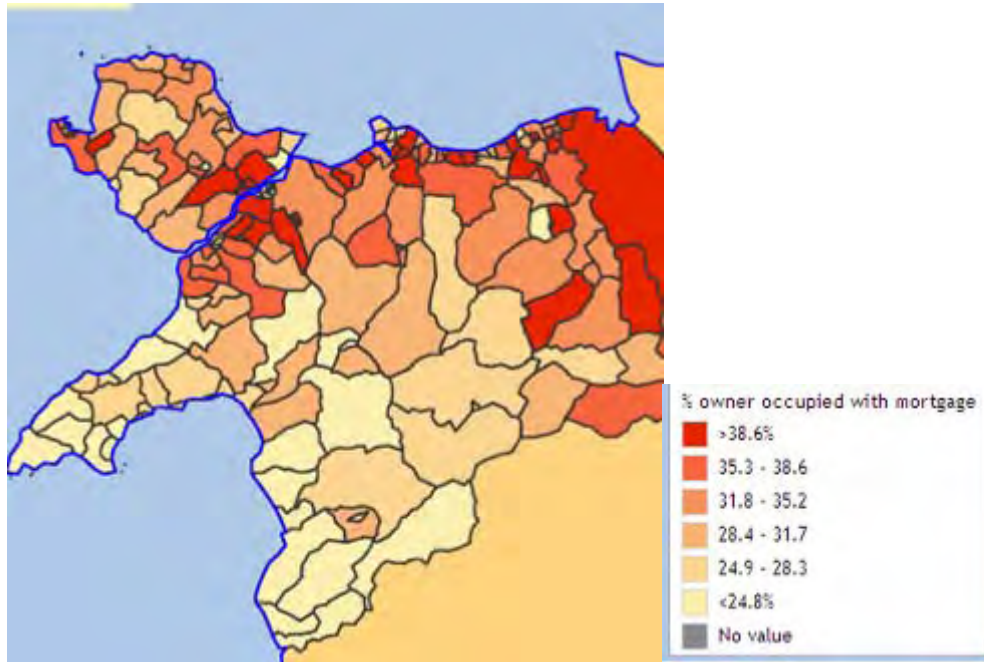 % owner occupied with mortgage
>38.6%
35.3 - 38.6
31.8 - 35.2
28.4 - 31.7
24.9 - 28.3
<24.8%
No value